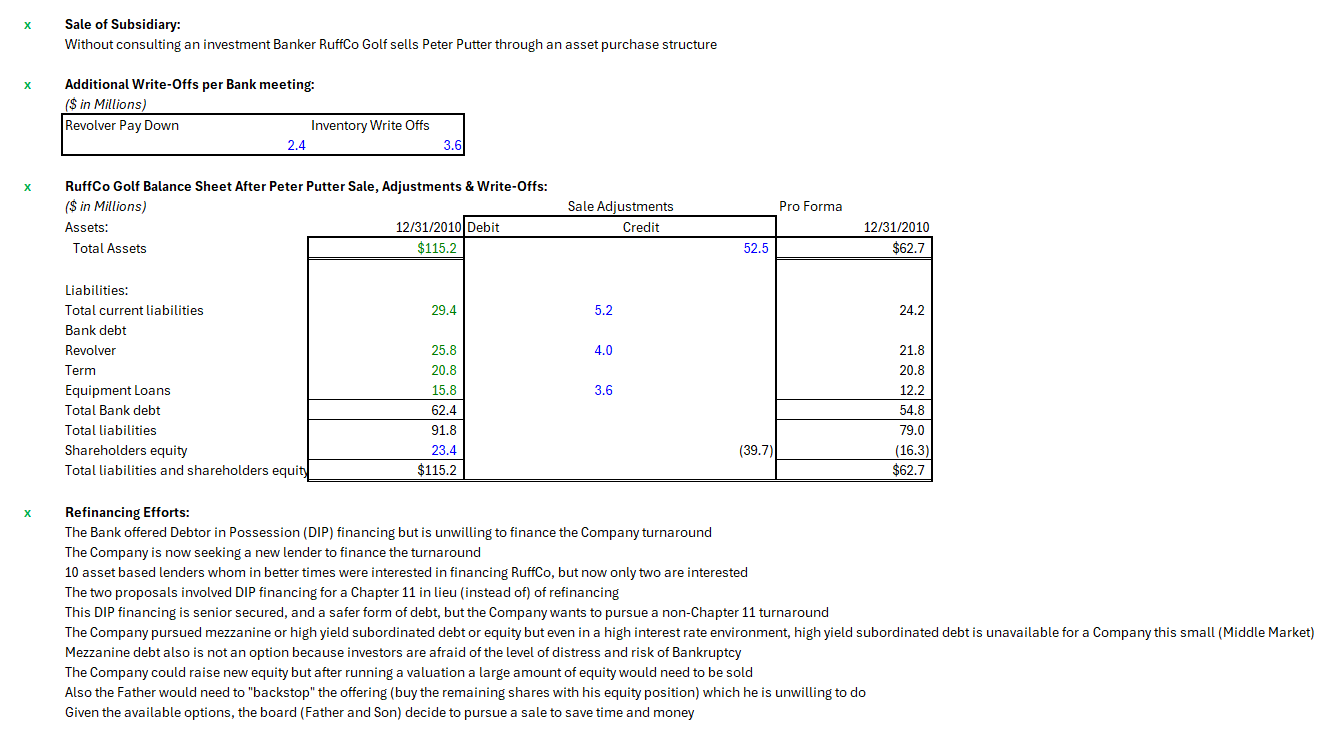 x Sale of Subsidiary:
Without consulting an investment Banker RuffCo Golf sells Peter Putter through an asset purchase structure
x Additional Write-Offs per Bank meeting:
($ in Millions)
Revolver Pay Down Inventory Write Offs
2.4 3.6
x RuffCo Golf Balance Sheet After Peter Putter Sale, Adjustments & Write-Offs:
($ in Millions) Sale Adjustments Pro Forma
Assets: 12/31/2010 Debit Credit 12/31/2010
Total Assets $115.2 52.5 $62.7
Liabilities:
Total current liabilities 29.4 5.2 24.2
Bank debt
Revolver 25.8 4.0 21.8
Term 20.8 20.8
Equipment Loans 15.8 3.6 12.2
Total Bank debt 62.4 54.8
Total liabilities 91.8 79.0
Shareholders equity 23.4 (39.7) (16.3)
Total liabilities and shareholders equity $115.2 $62.7
x Refinancing Efforts:
The Bank offered Debtor in Possession (DIP) financing but is unwilling to finance the Company turnaround
The Company is now seeking a new lender to finance the turnaround
10 asset based lenders whom in better times were interested in financing RuffCo, but now only two are interested
The two proposals involved DIP financing for a Chapter 11 in lieu (instead of) of refinancing
This DIP financing is senior secured, and a safer form of debt, but the Company wants to pursue a non-Chapter 11 turnaround
The Company pursued mezzanine or high yield subordinated debt or equity but even in a high interest rate environment, high yield subordinated debt is unavailable for a Company this small (Middle Market)
Mezzanine debt also is not an option because investors are afraid of the level of distress and risk of Bankruptcy
The Company could raise new equity but after running a valuation a large amount of equity would need to be sold
Also the Father would need to "backstop" the offering (buy the remaining shares with his equity position) which he is unwilling to do
Given the available options, the board (Father and Son) decide to pursue a sale to save time and money